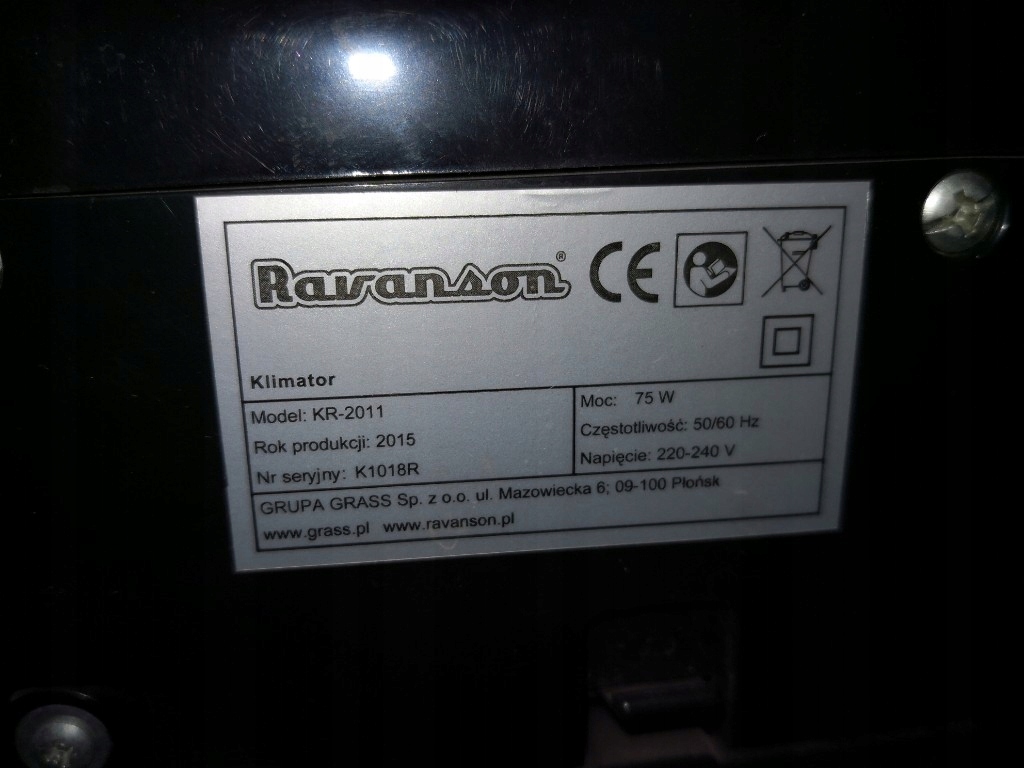 Ravanson®
CE
Klimator
Model: KR-2011
Rok produkcji: 2015
Nr seryjny: K1018R
Moc: 75 W
Częstotliwość: 50/60 Hz
Napięcie: 220-240 V
GRUPA GRASS Sp. z o.o. ul. Mazowiecka 6; 09-100 Płońsk
www.grass.pl www.ravanson.pl